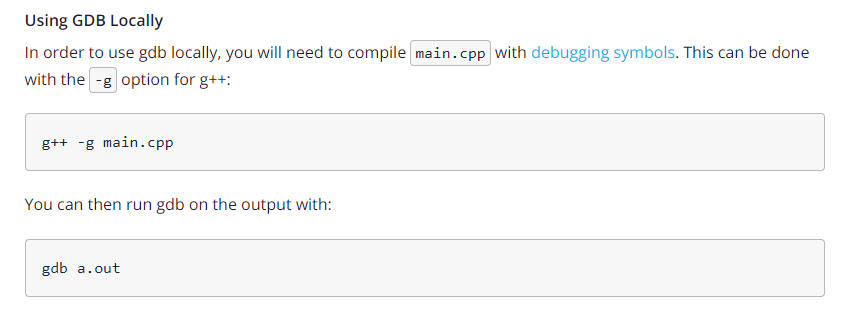 Using GDB Locally
In order to use gdb locally, you will need to compile main.cpp with debugging symbols. This can be done
with the -g option for g++:
g++ -g main.cpp
You can then run gdb on the output with:
gdb a.out